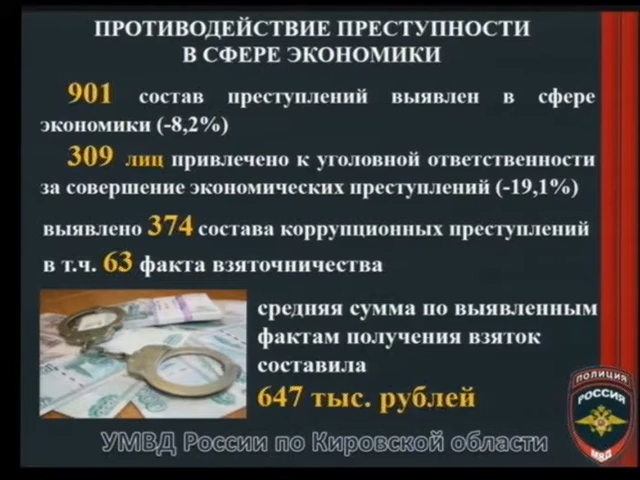 ПРОТИВОДЕЙСТВИЕ ПРЕСТУПНОСТИ
В СФЕРЕ ЭКОНОМИКИ
901 состав преступлений выявлен в сфере
экономики (-8,2%)
309 лиц привлечено к уголовной ответственности
за совершение экономических преступлений (-19,1%)
выявлено 374 состава коррупционных преступлений
в т.ч. 63 факта взяточничества
средняя сумма по выявленным
фактам получения взяток
составила
647 тыс. рублей
ПОЛИЦИЯ
РОССИЯ
МВД
УМВД России по Кировской области